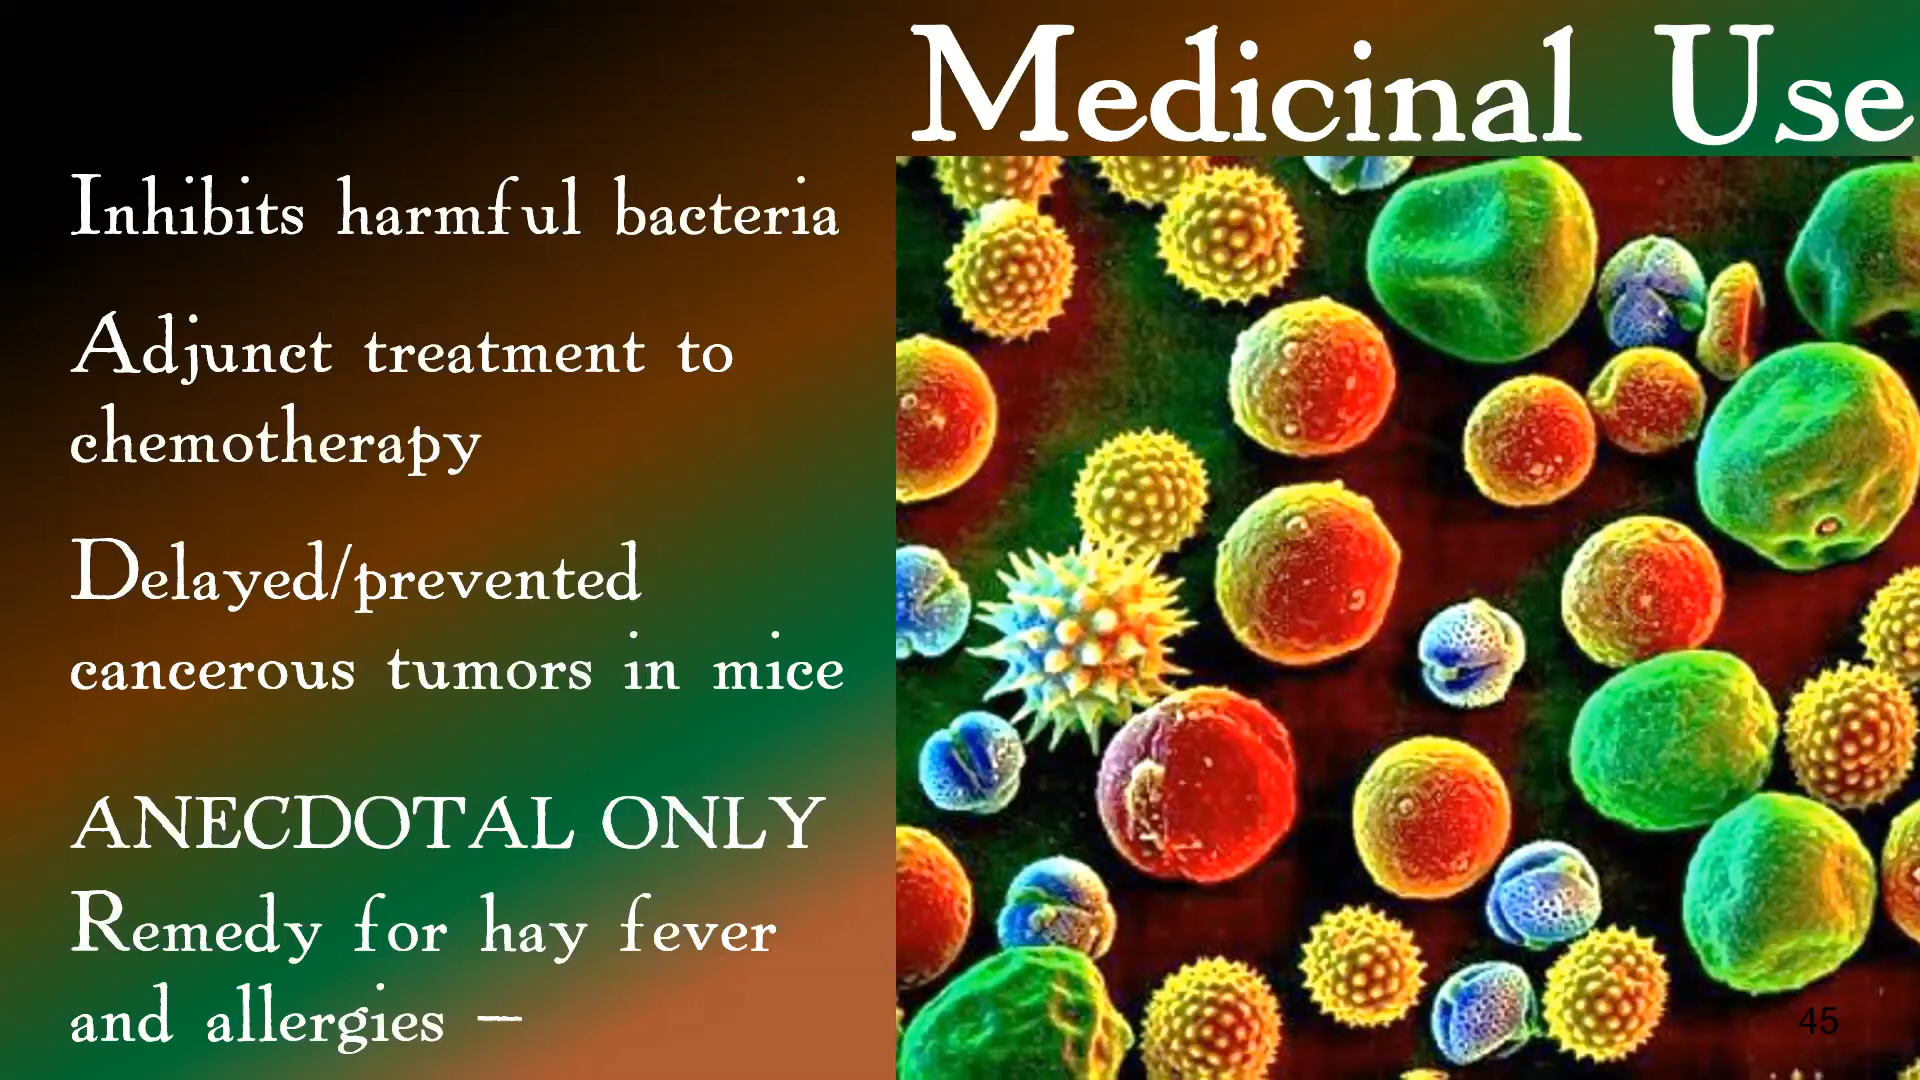 Medicinal Use
Inhibits harmful bacteria
Adjunct treatment to
chemotherapy
Delayed/prevented
cancerous tumors in mice
ANECDOTAL ONLY
Remedy for hay fever
and allergies —
45